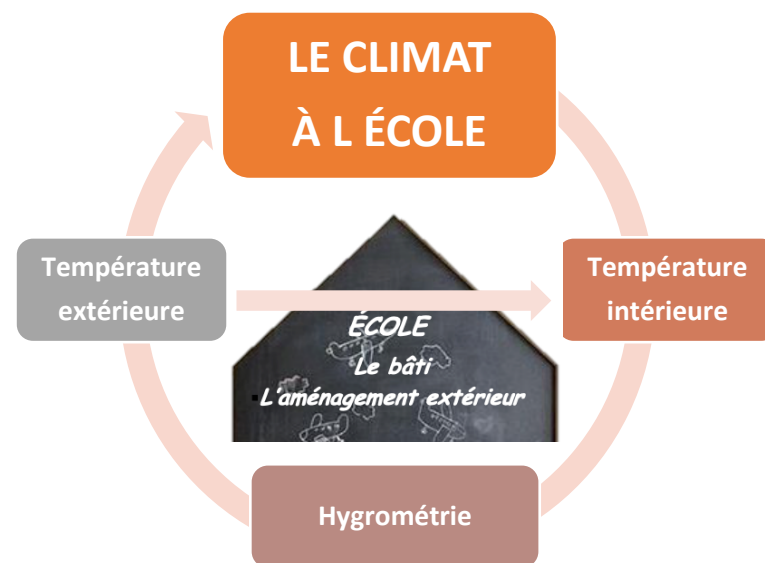 LE CLIMAT
À L ÉCOLE
Température
extérieure
Température
intérieure
ÉCOLE
Le bâti
L'aménagement extérieur
Hygrométrie